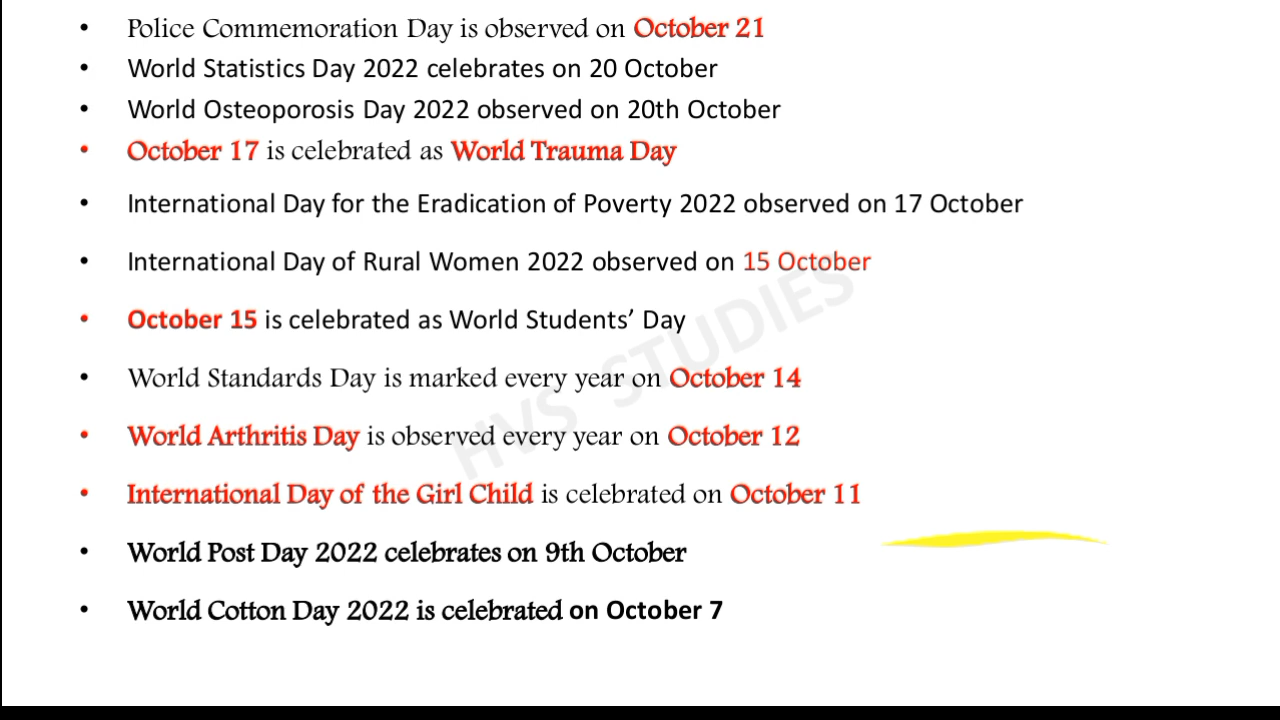 • Police Commemoration Day is observed on October 21
• World Statistics Day 2022 celebrates on 20 October
• World Osteoporosis Day 2022 observed on 20th October
• October 17 is celebrated as World Trauma Day
• International Day for the Eradication of Poverty 2022 observed on 17 October
• International Day of Rural Women 2022 observed on 15 October
• October 15 is celebrated as World Students’ Day
• World Standards Day is marked every year on October 14
• World Arthritis Day is observed every year on October 12
• International Day of the Girl Child is celebrated on October 11
• World Post Day 2022 celebrates on 9th October
• World Cotton Day 2022 is celebrated on October 7
HVS STUDIES